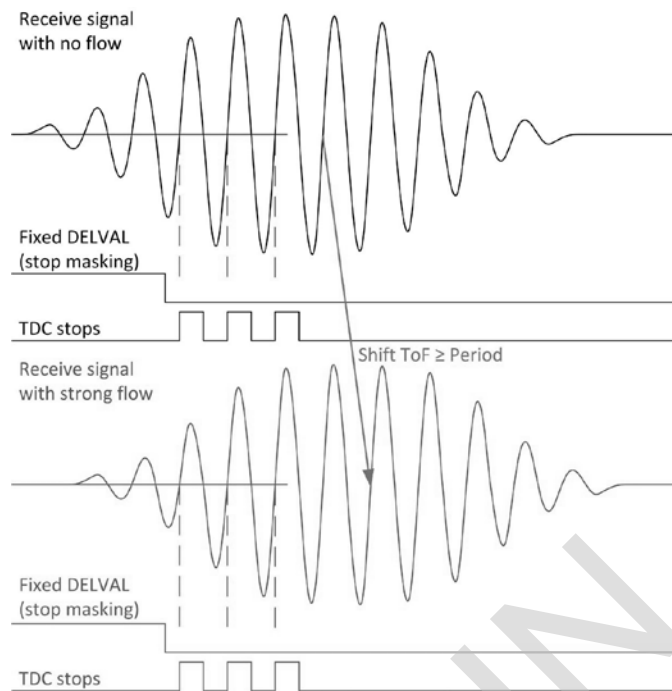 Receive signal
with no flow
Fixed DELVAL
(stop masking)
TDC stops
Shift ToF ≥ Period
Receive signal
with strong flow
Fixed DELVAL
(stop masking)
TDC stops
IN